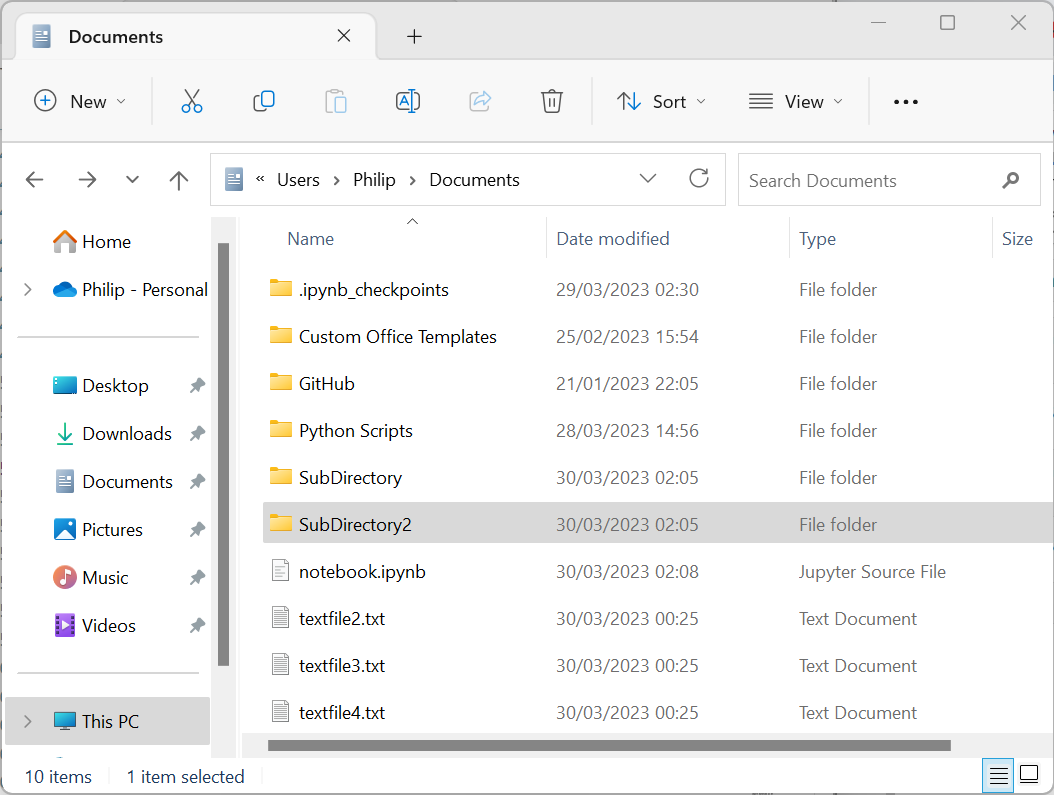 Documents
New
Sort
View
« Users > Philip > Documents
Search Documents
Home
Philip - Personal
Desktop
Downloads
Documents
Pictures
Music
Videos
This PC
Name Date modified Type Size
.ipynb_checkpoints 29/03/2023 02:30 File folder
Custom Office Templates 25/02/2023 15:54 File folder
GitHub 21/01/2023 22:05 File folder
Python Scripts 28/03/2023 14:56 File folder
SubDirectory 30/03/2023 02:05 File folder
SubDirectory2 30/03/2023 02:05 File folder
notebook.ipynb 30/03/2023 02:08 Jupyter Source File
textfile2.txt 30/03/2023 00:25 Text Document
textfile3.txt 30/03/2023 00:25 Text Document
textfile4.txt 30/03/2023 00:25 Text Document
10 items 1 item selected